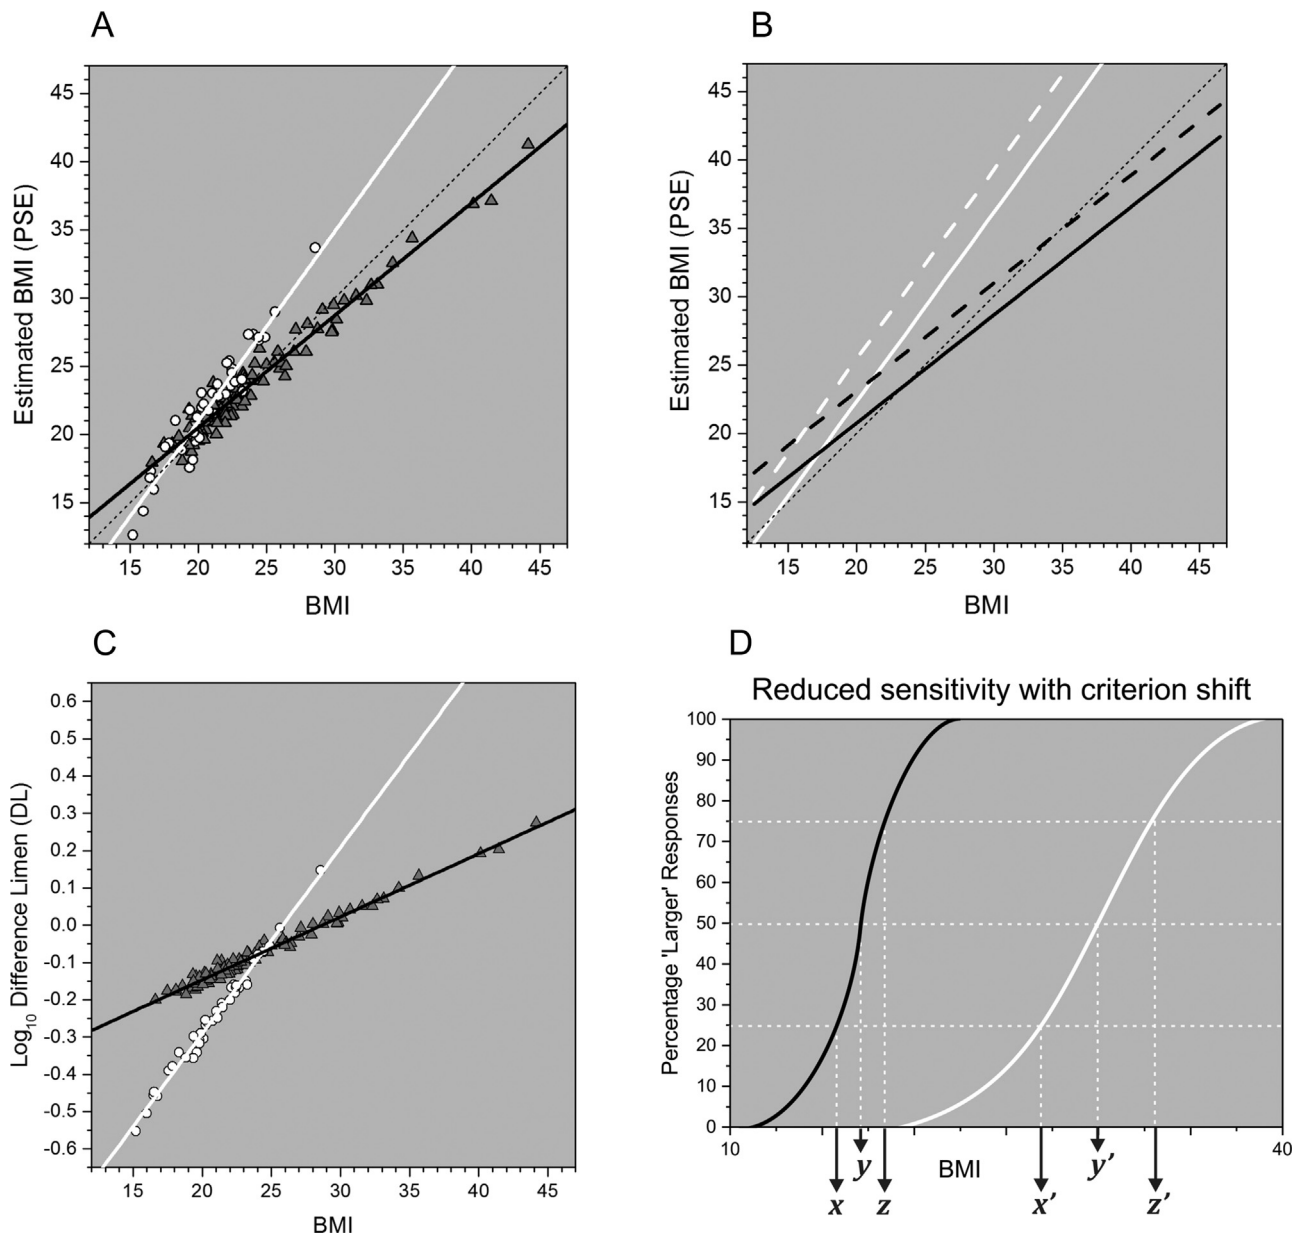 A
B
45
40
35
30
25
20
15
Estimated BMI (PSE)
15 20 25 30 35 40 45
BMI
45
40
35
30
25
20
15
Estimated BMI (PSE)
15 20 25 30 35 40 45
BMI
C
D
0.6
0.5
0.4
0.3
0.2
0.1
0.0
-0.1
-0.2
-0.3
-0.4
-0.5
-0.6
Log10 Difference Limen (DL)
15 20 25 30 35 40 45
BMI
Reduced sensitivity with criterion shift
100
90
80
70
60
50
40
30
20
10
0
Percentage 'Larger' Responses
10 40
y BMI y’
x z x’ z’